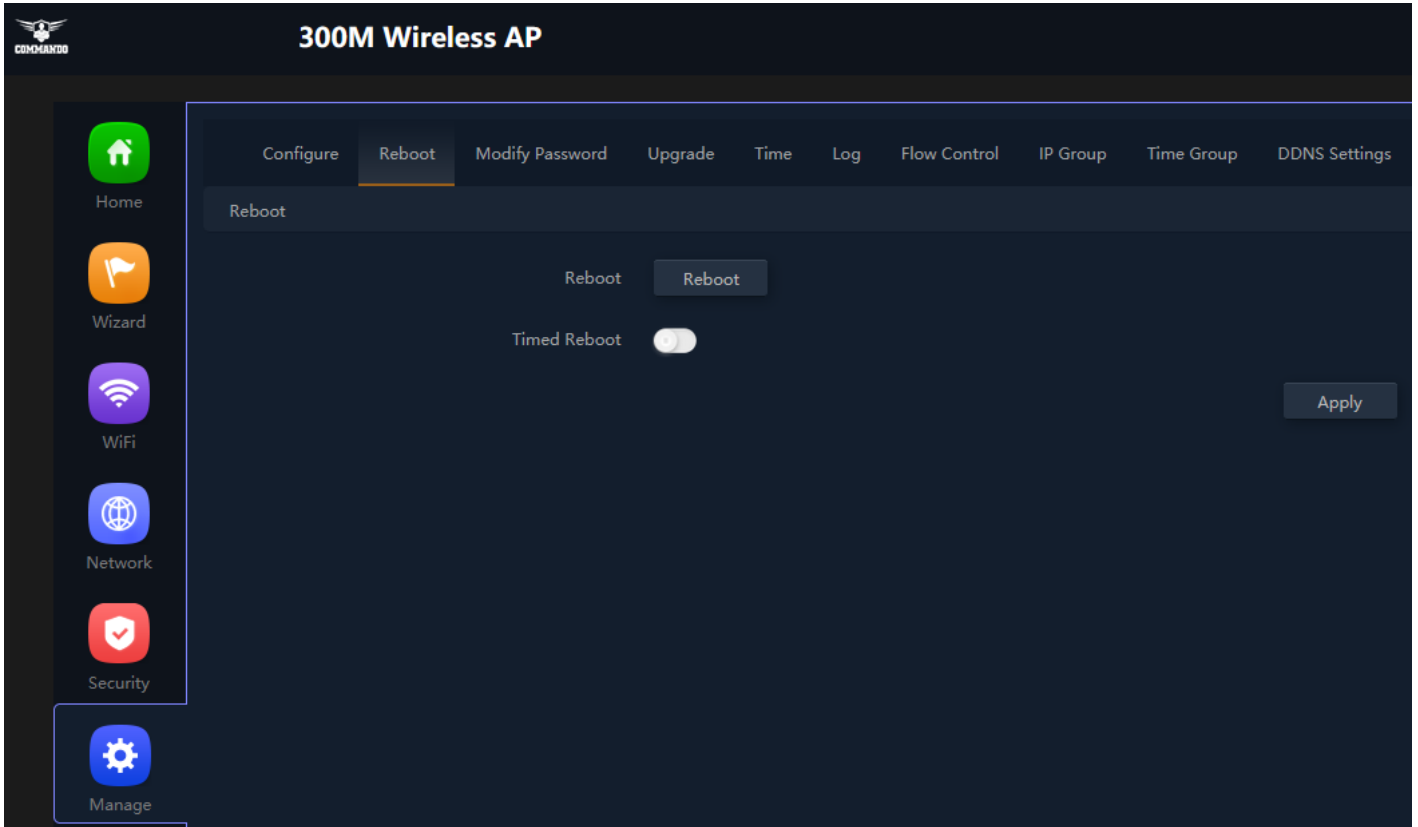 COMMANDO
300M Wireless AP
Home
Wizard
WiFi
Network
Security
Manage
Configure Reboot Modify Password Upgrade Time Log Flow Control IP Group Time Group DDNS Settings
Reboot
Reboot Reboot
Timed Reboot
Apply